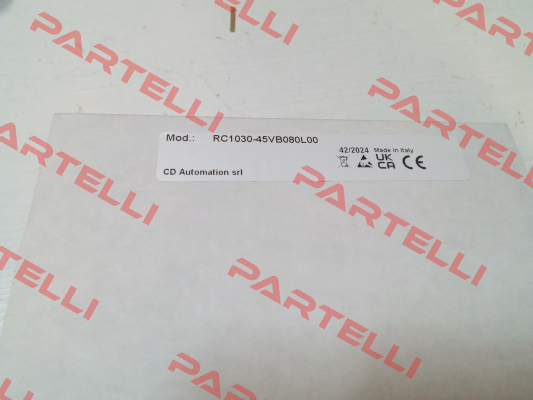 PARTELLI
PARTELLI
PARTELLI
PARTELLI
Mod.: RC1030-45VB080L00
42/2024 Made in Italy
UK CA CE
CD Automation srl
PARTELLI
PARTELLI
PARTELLI
PARTELLI
PARTELLI